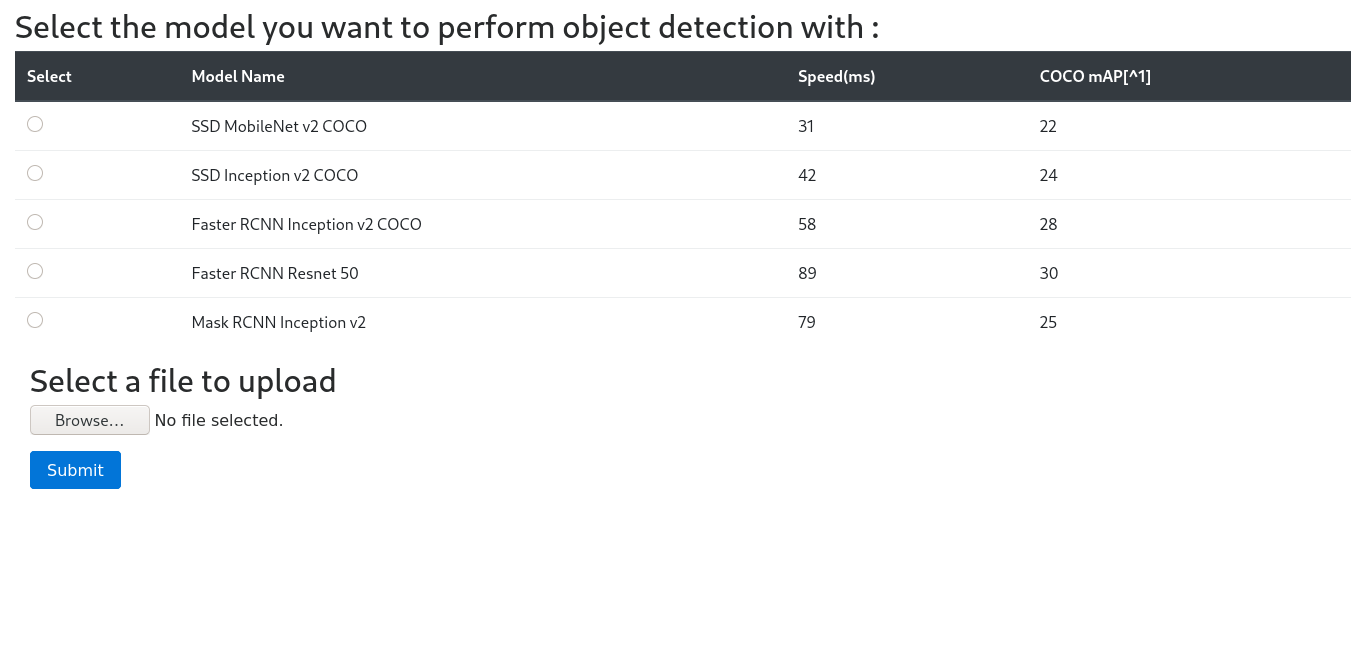 Select the model you want to perform object detection with :
Select Model Name Speed(ms) COCO mAP[^1]
SSD MobileNet v2 COCO 31 22
SSD Inception v2 COCO 42 24
Faster RCNN Inception v2 COCO 58 28
Faster RCNN Resnet 50 89 30
Mask RCNN Inception v2 79 25
Select a file to upload
Browse... No file selected.
Submit